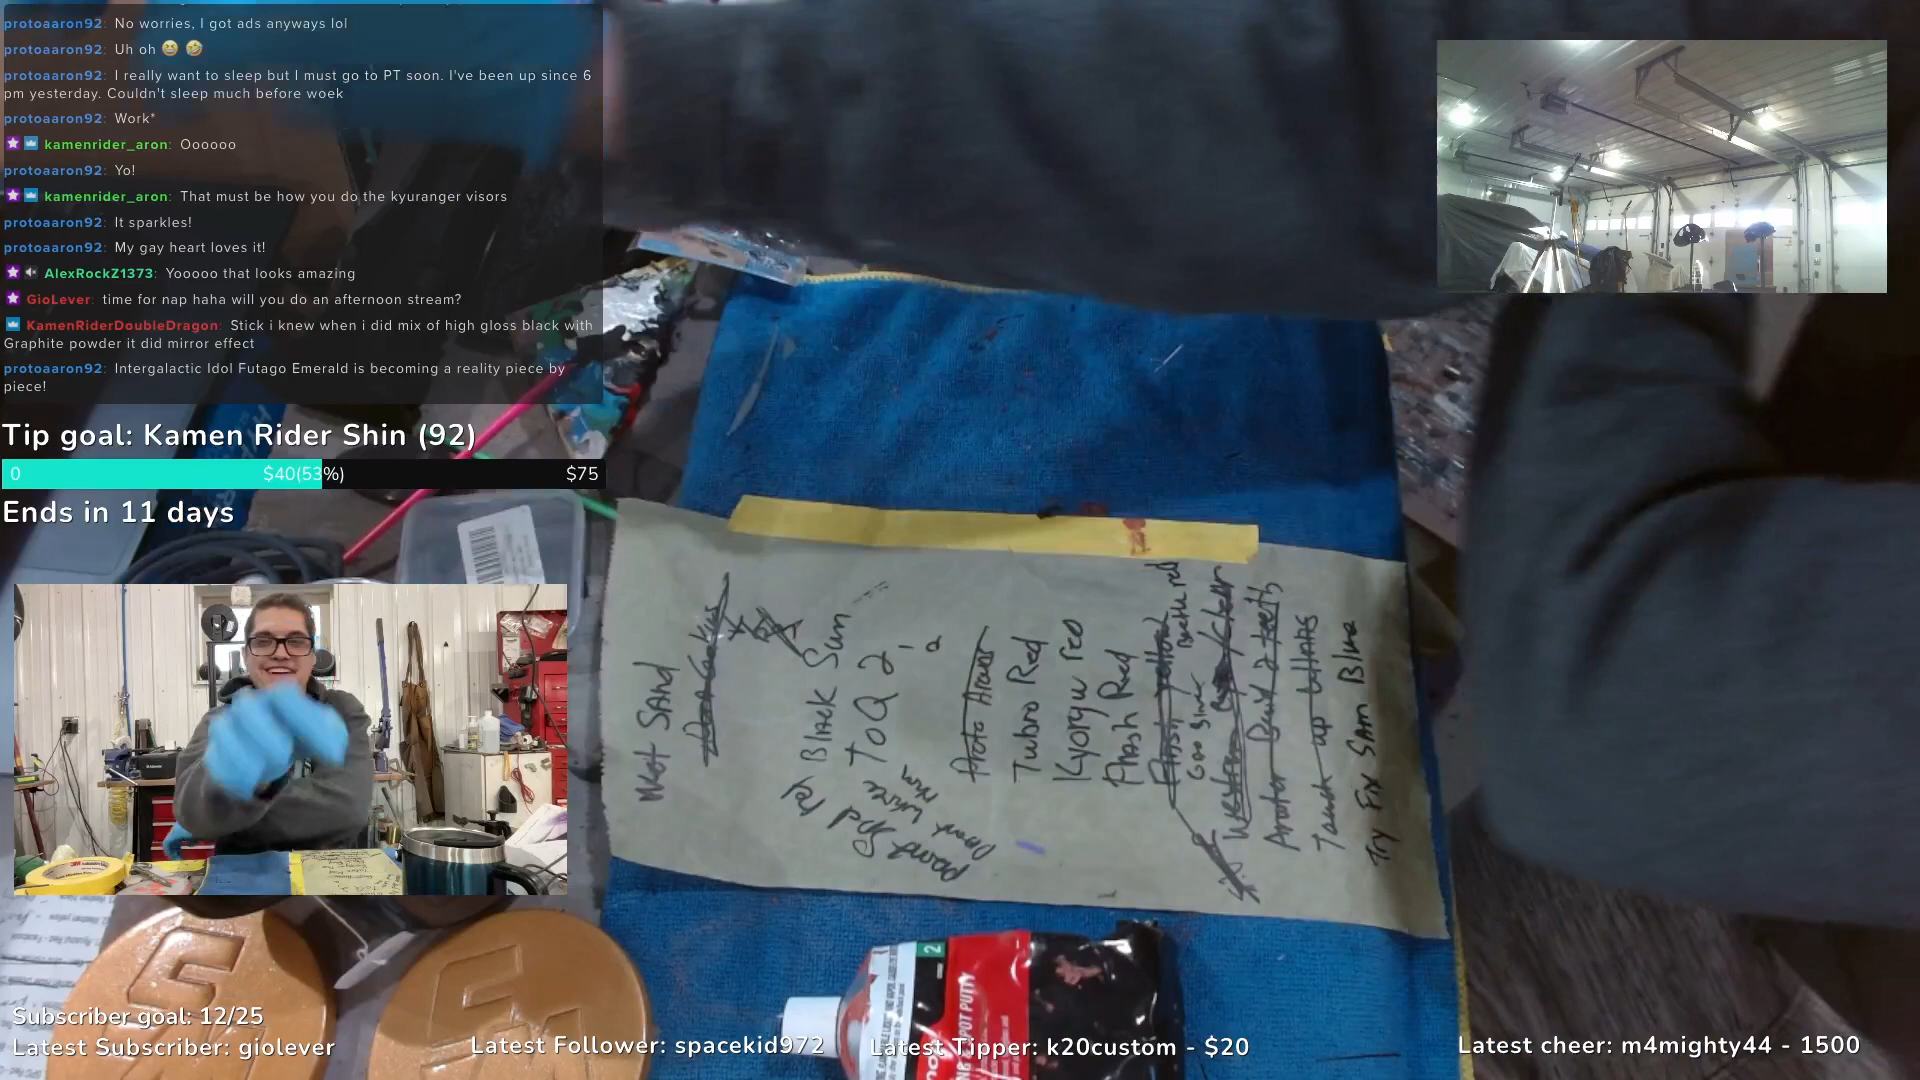 protoaaron92: No worries, I got ads anyways lol
protoaaron92: Uh oh 😆 🤣
protoaaron92: I really want to sleep but I must go to PT soon. I've been up since 6
pm yesterday. Couldn't sleep much before woek
protoaaron92: Work*
kamenrider_aron: Ooooo
protoaaron92: Yo!
kamenrider_aron: That must be how you do the kyuranger visors
protoaaron92: It sparkles!
protoaaron92: My gay heart loves it!
AlexRockZ1373: Yooooo that looks amazing
GioLever: time for nap haha will you do an afternoon stream?
KamenRiderDoubleDragon: Stick i knew when i did mix of high gloss black with
Graphite powder it did mirror effect
protoaaron92: Intergalactic Idol Futago Emerald is becoming a reality piece by
piece!
Tip goal: Kamen Rider Shin (92)
0 $40(53%) $75
Ends in 11 days
Wet SAnd
Black Sun
TOQ 2
Turbo Red
Kyoryu red
Flash Red
Try Fix SAm Blue
2
SPOT PUTTY
Subscriber goal: 12/25
Latest Subscriber: giolever
Latest Follower: spacekid972
Latest Tipper: k20custom - $20
Latest cheer: m4mighty44 - 1500